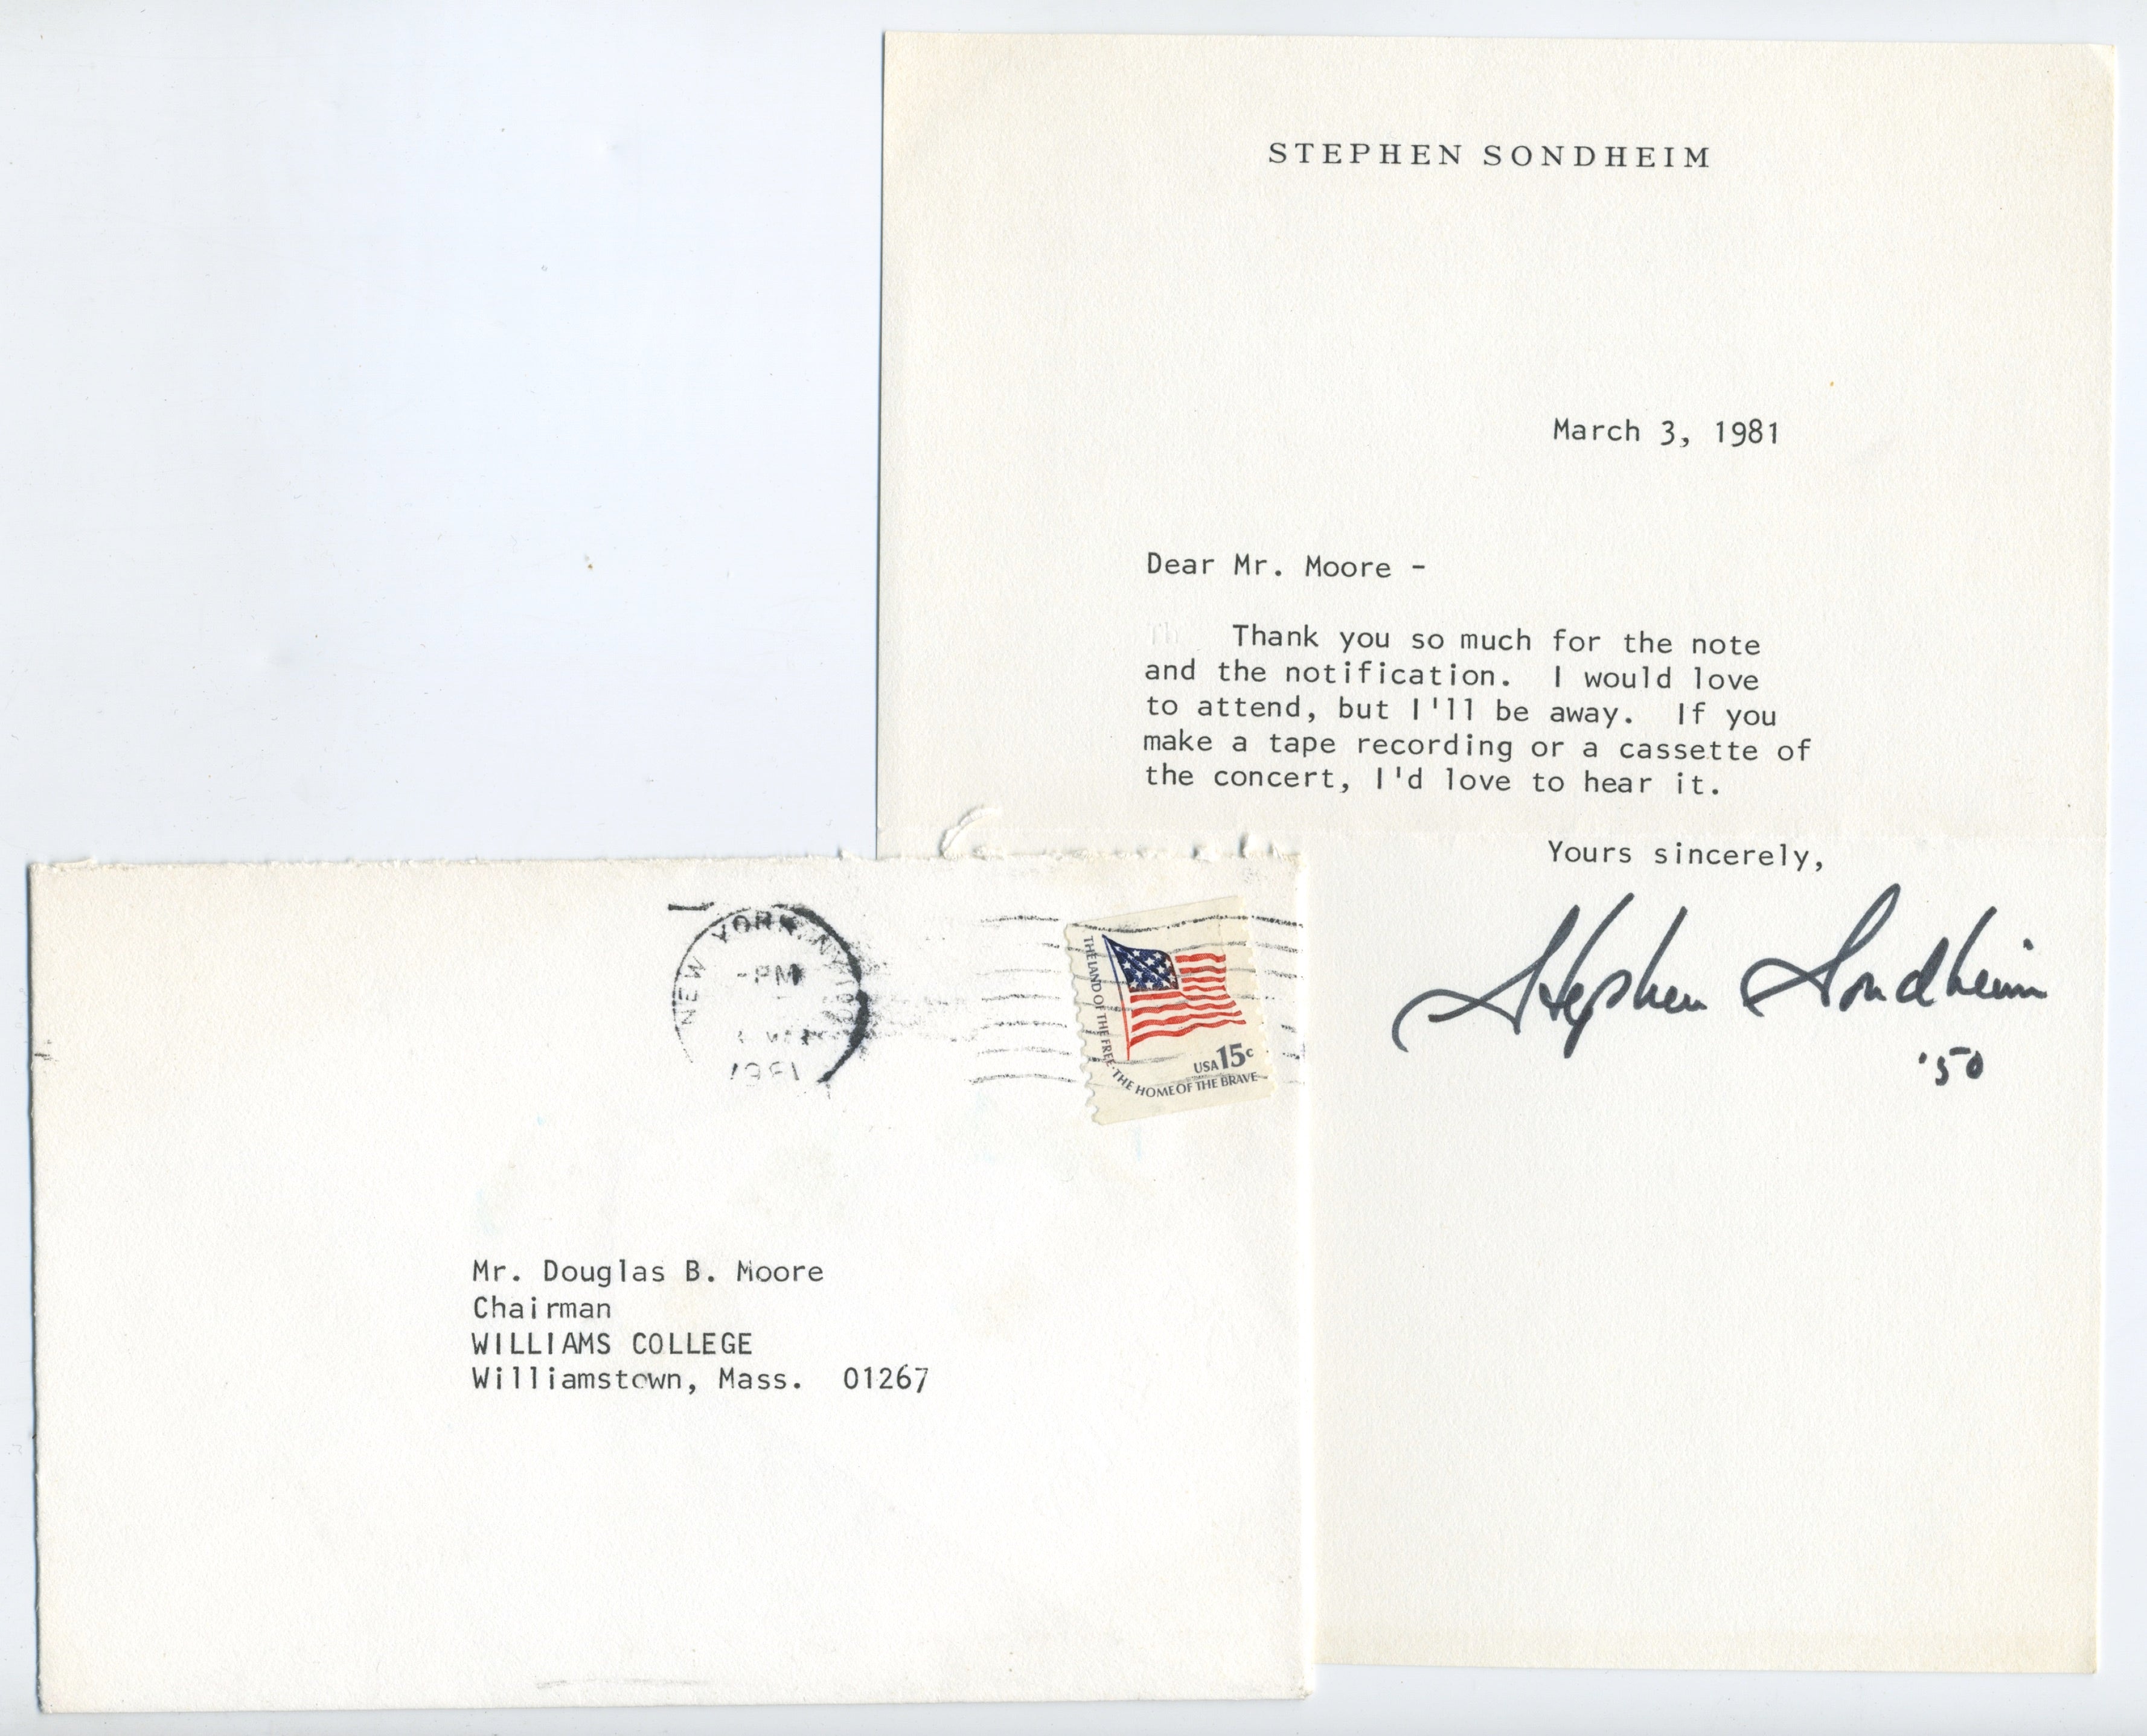 STEPHEN SONDHEIM
March 3, 1981
Dear Mr. Moore -
Th Thank you so much for the note
and the notification. I would love
to attend, but I'll be away. If you
make a tape recording or a cassette of
the concert, I'd love to hear it.
Yours sincerely,
Stephen Sondheim
'50
NEW YORK, NY
PM
1981
THE LAND OF THE FREE · THE HOME OF THE BRAVE
USA 15c
Mr. Douglas B. Moore
Chairman
WILLIAMS COLLEGE
Williamstown, Mass. 01267